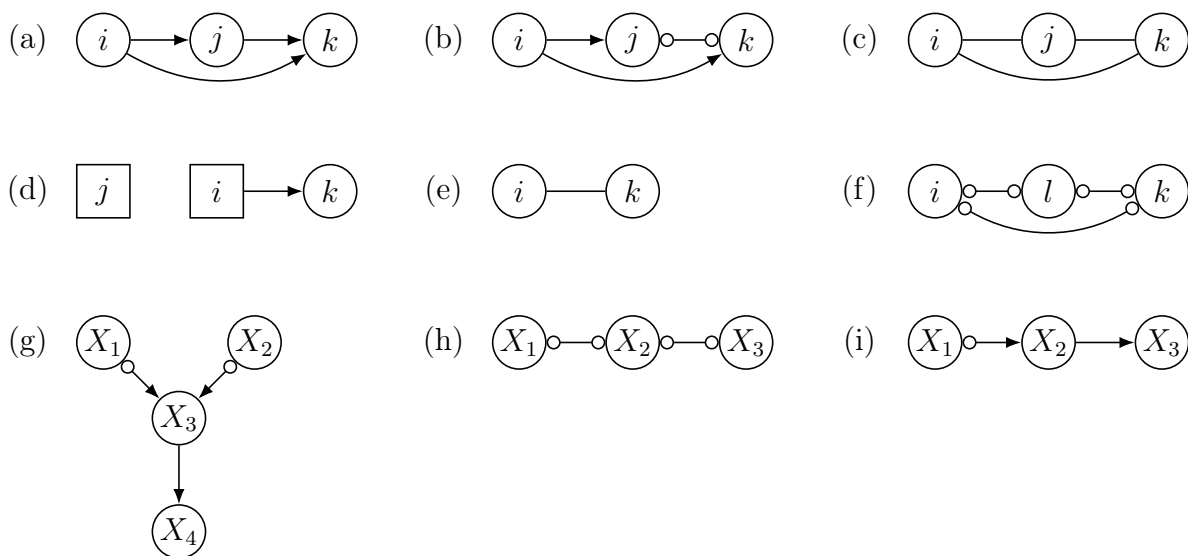 (a) i j k (b) i j k (c) i j k
(d) j i k (e) i k (f) i l k
(g) X₁ X₂ (h) X₁ X₂ X₃ (i) X₁ X₂ X₃
X₃
X₄